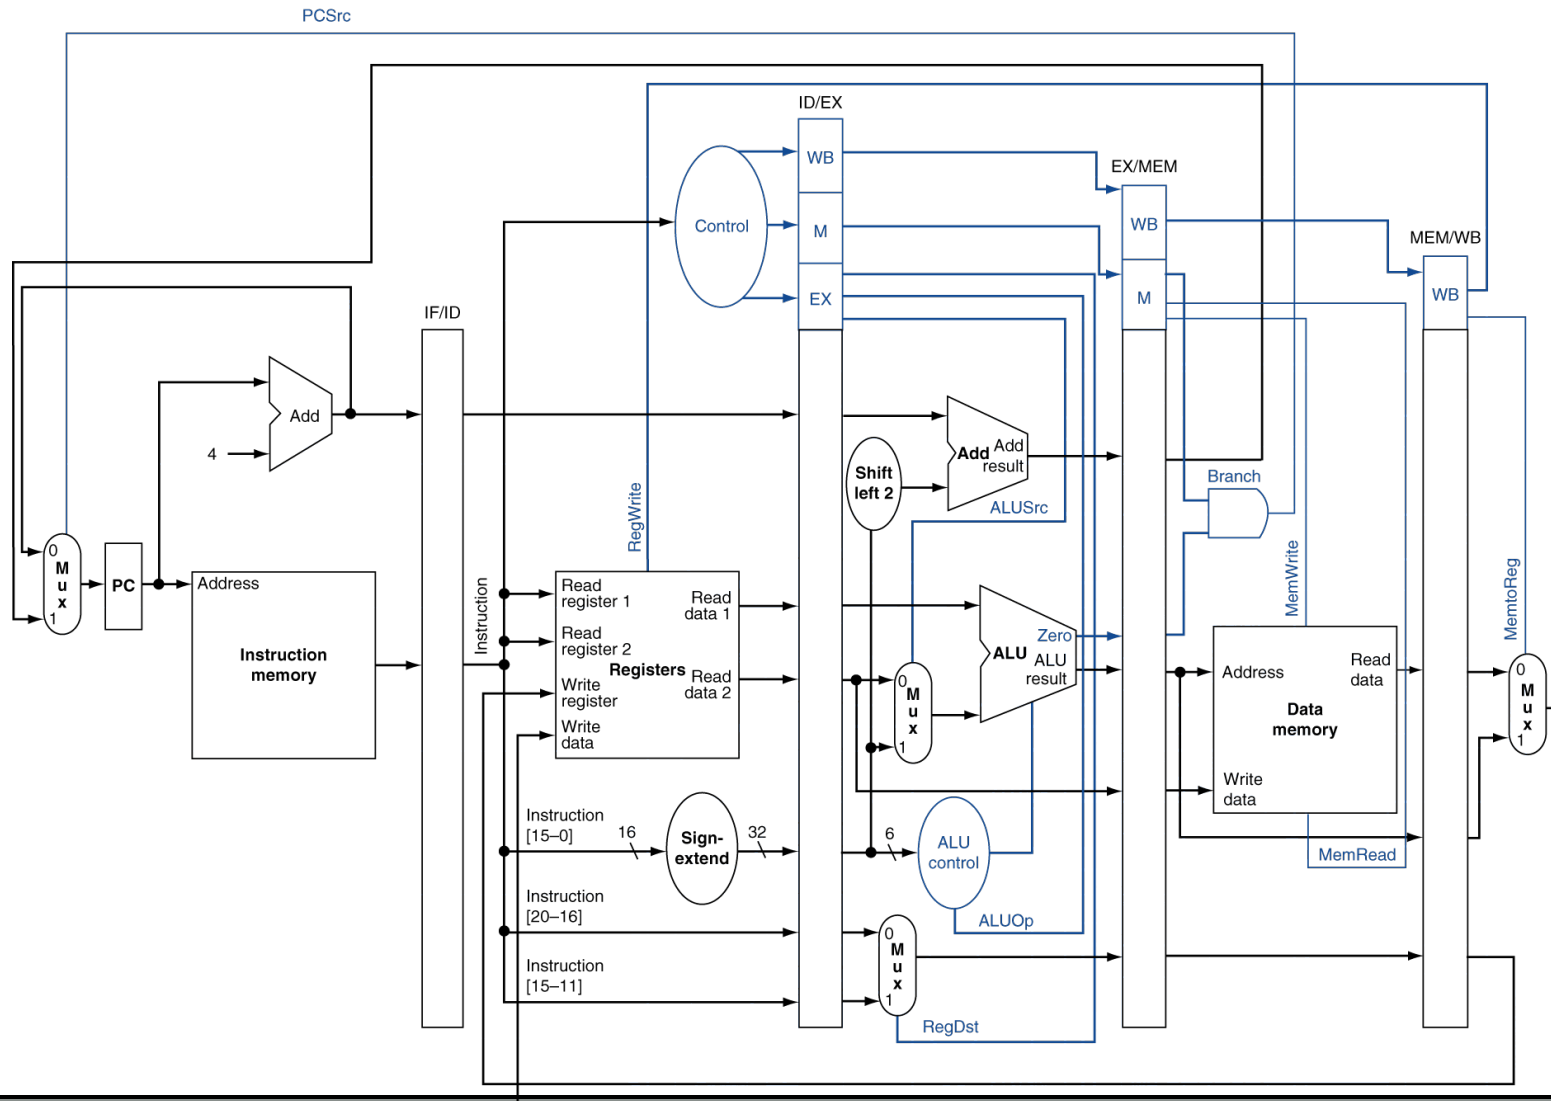 PCSrc
ID/EX
WB
EX/MEM
Control
M
WB
MEM/WB
EX
M
WB
IF/ID
Add
4
Add
Add
result
Shift
left 2
Branch
ALUSrc
RegWrite
MemWrite
MemtoReg
0
M
u
x
1
PC
Address
Instruction
memory
Instruction
Read
register 1
Read
data 1
Read
register 2
Registers
Read
data 2
Write
register
Write
data
Zero
ALU
ALU
result
0
M
u
x
1
Address
Read
data
Data
memory
Write
data
0
M
u
x
1
Instruction
[15–0]
16
Sign-
extend
32
6
ALU
control
MemRead
Instruction
[20–16]
ALUOp
0
M
u
x
1
Instruction
[15–11]
RegDst